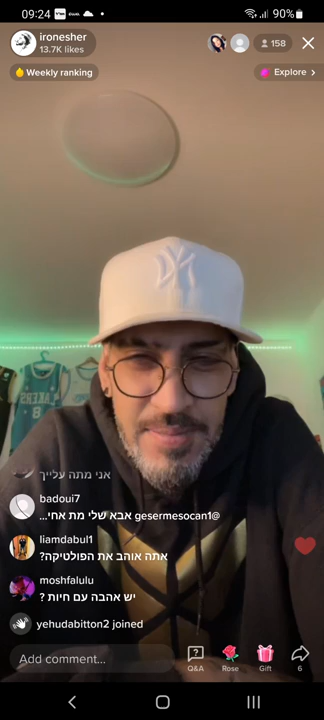 09:24
90%
ironesher
13.7K likes
158
Weekly ranking
Explore >
8
אני מתה עלייך
badoui7
@gesermesocan1 אבא שלי מת אחי...
liamdabul1
אתה אוהב את הפולטיקה?
moshfalulu
יש אהבה עם חיות ?
yehudabitton2 joined
Add comment...
Q&A
Rose
Gift
6